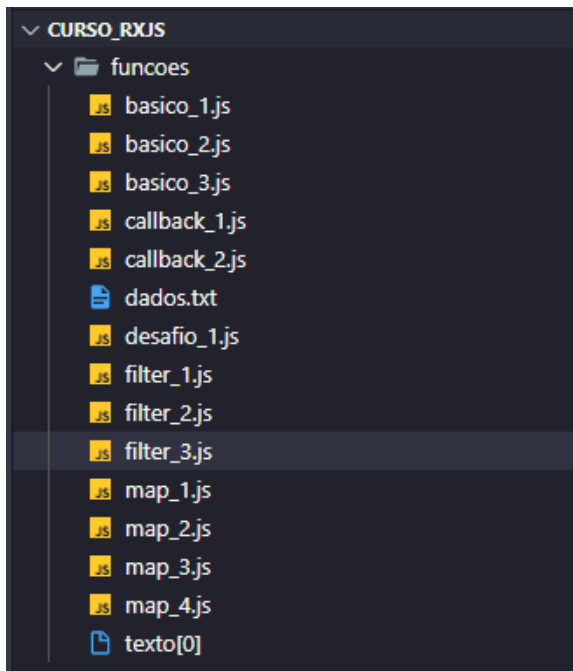 CURSO_RXJS
funcoes
JS basico_1.js
JS basico_2.js
JS basico_3.js
JS callback_1.js
JS callback_2.js
dados.txt
JS desafio_1.js
JS filter_1.js
JS filter_2.js
JS filter_3.js
JS map_1.js
JS map_2.js
JS map_3.js
JS map_4.js
texto[0]